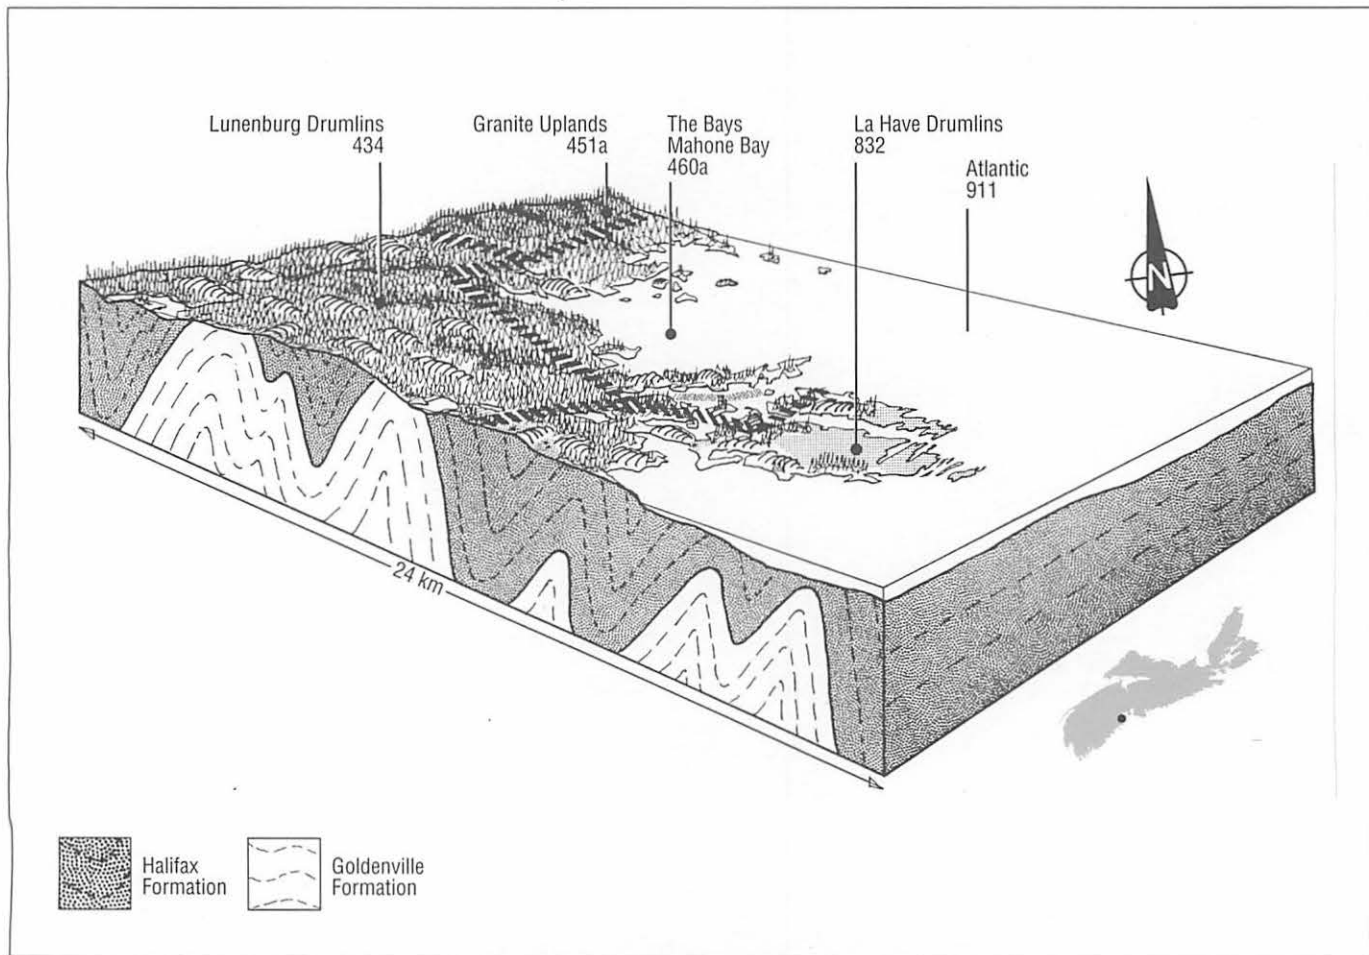 Lunenburg Drumlins
434
Granite Uplands
451a
The Bays
Mahone Bay
460a
La Have Drumlins
832
Atlantic
911
N
24 km
Halifax
Formation
Goldenville
Formation